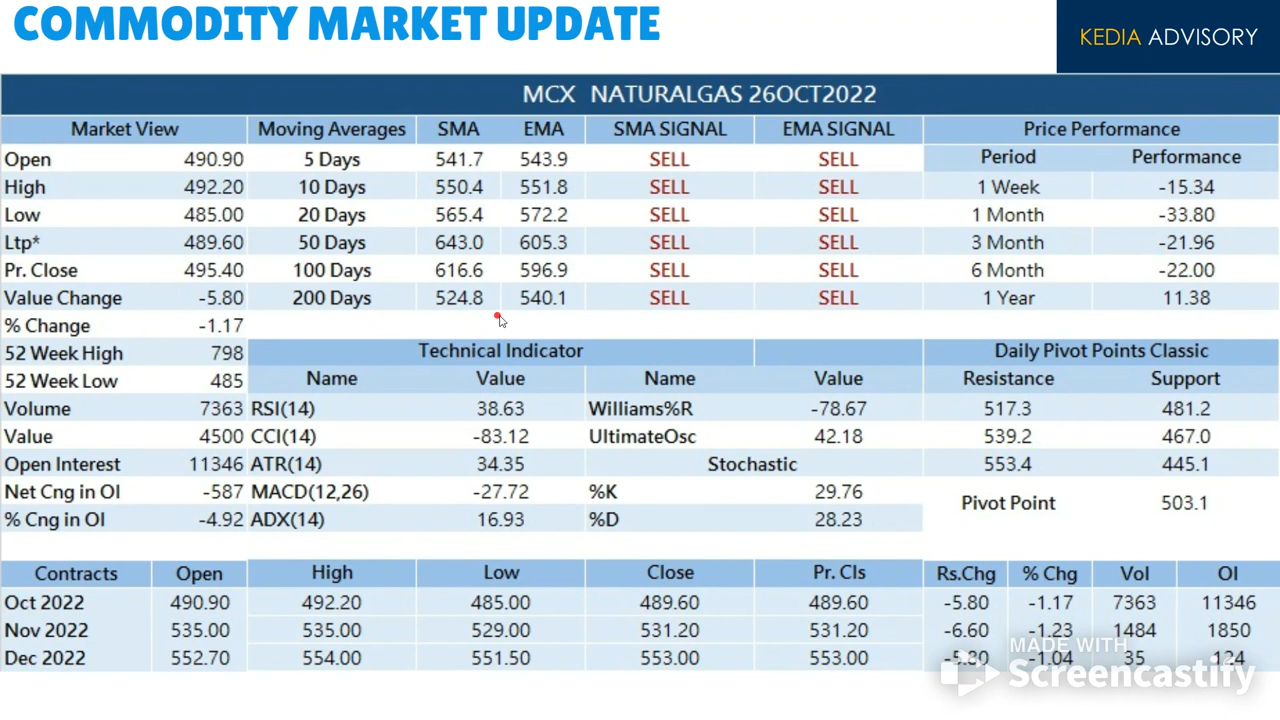 COMMODITY MARKET UPDATE
KEDIA ADVISORY
MCX NATURALGAS 26OCT2022
Market View Moving Averages SMA EMA SMA SIGNAL EMA SIGNAL Price Performance
Open 490.90 5 Days 541.7 543.9 SELL SELL Period Performance
High 492.20 10 Days 550.4 551.8 SELL SELL 1 Week -15.34
Low 485.00 20 Days 565.4 572.2 SELL SELL 1 Month -33.80
Ltp* 489.60 50 Days 643.0 605.3 SELL SELL 3 Month -21.96
Pr. Close 495.40 100 Days 616.6 596.9 SELL SELL 6 Month -22.00
Value Change -5.80 200 Days 524.8 540.1 SELL SELL 1 Year 11.38
% Change -1.17
52 Week High 798 Technical Indicator Daily Pivot Points Classic
52 Week Low 485 Name Value Name Value Resistance Support
Volume 7363 RSI(14) 38.63 Williams%R -78.67 517.3 481.2
Value 4500 CCI(14) -83.12 UltimateOsc 42.18 539.2 467.0
Open Interest 11346 ATR(14) 34.35 Stochastic 553.4 445.1
Net Cng in OI -587 MACD(12,26) -27.72 %K 29.76 Pivot Point 503.1
% Cng in OI -4.92 ADX(14) 16.93 %D 28.23
Contracts Open High Low Close Pr. Cls Rs.Chg % Chg Vol OI
Oct 2022 490.90 492.20 485.00 489.60 489.60 -5.80 -1.17 7363 11346
Nov 2022 535.00 535.00 529.00 531.20 531.20 -6.60 -1.23 1484 1850
Dec 2022 552.70 554.00 551.50 553.00 553.00 -5.80 -1.04 35 124
MADE WITH
Screencastify